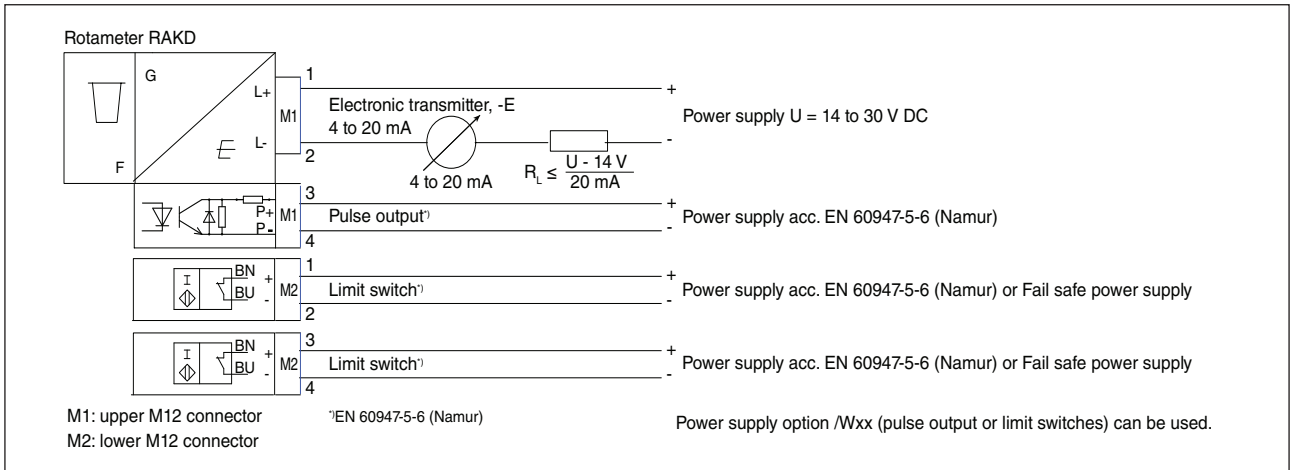 Rotameter RAKD
G
F
L+
L-
M1
1
2
Electronic transmitter, -E
4 to 20 mA
4 to 20 mA
R_L ≤ U - 14 V
20 mA
+
-
Power supply U = 14 to 30 V DC
P+
P-
M1
3
4
Pulse output*)
+
-
Power supply acc. EN 60947-5-6 (Namur)
I
BN +
BU -
M2
1
2
Limit switch*)
+
-
Power supply acc. EN 60947-5-6 (Namur) or Fail safe power supply
I
BN +
BU -
M2
3
4
Limit switch*)
+
-
Power supply acc. EN 60947-5-6 (Namur) or Fail safe power supply
M1: upper M12 connector
M2: lower M12 connector
*)EN 60947-5-6 (Namur)
Power supply option /Wxx (pulse output or limit switches) can be used.